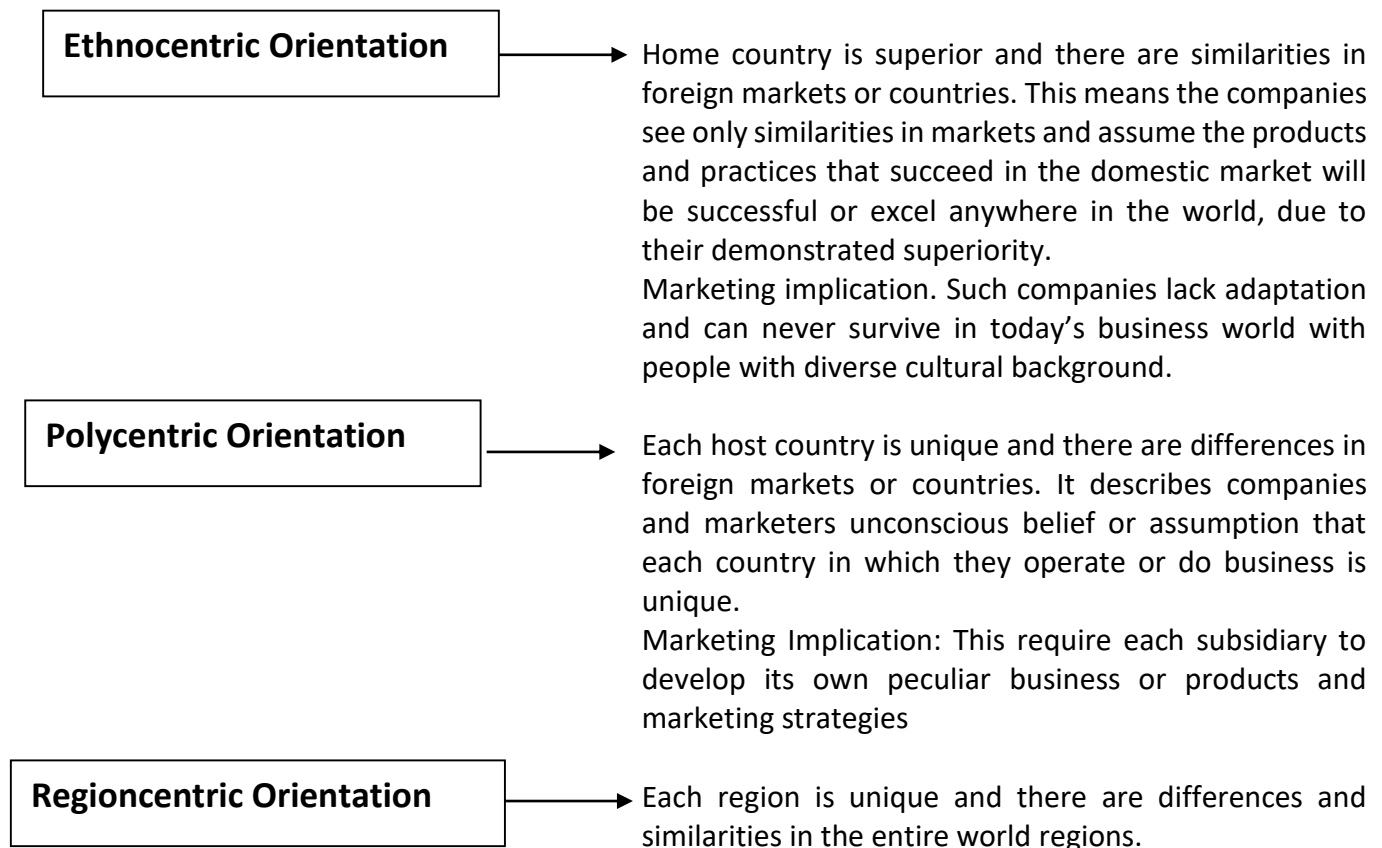 Ethnocentric Orientation
Home country is superior and there are similarities in
foreign markets or countries. This means the companies
see only similarities in markets and assume the products
and practices that succeed in the domestic market will
be successful or excel anywhere in the world, due to
their demonstrated superiority.
Marketing implication. Such companies lack adaptation
and can never survive in today’s business world with
people with diverse cultural background.
Polycentric Orientation
Each host country is unique and there are differences in
foreign markets or countries. It describes companies
and marketers unconscious belief or assumption that
each country in which they operate or do business is
unique.
Marketing Implication: This require each subsidiary to
develop its own peculiar business or products and
marketing strategies
Regioncentric Orientation
Each region is unique and there are differences and
similarities in the entire world regions.